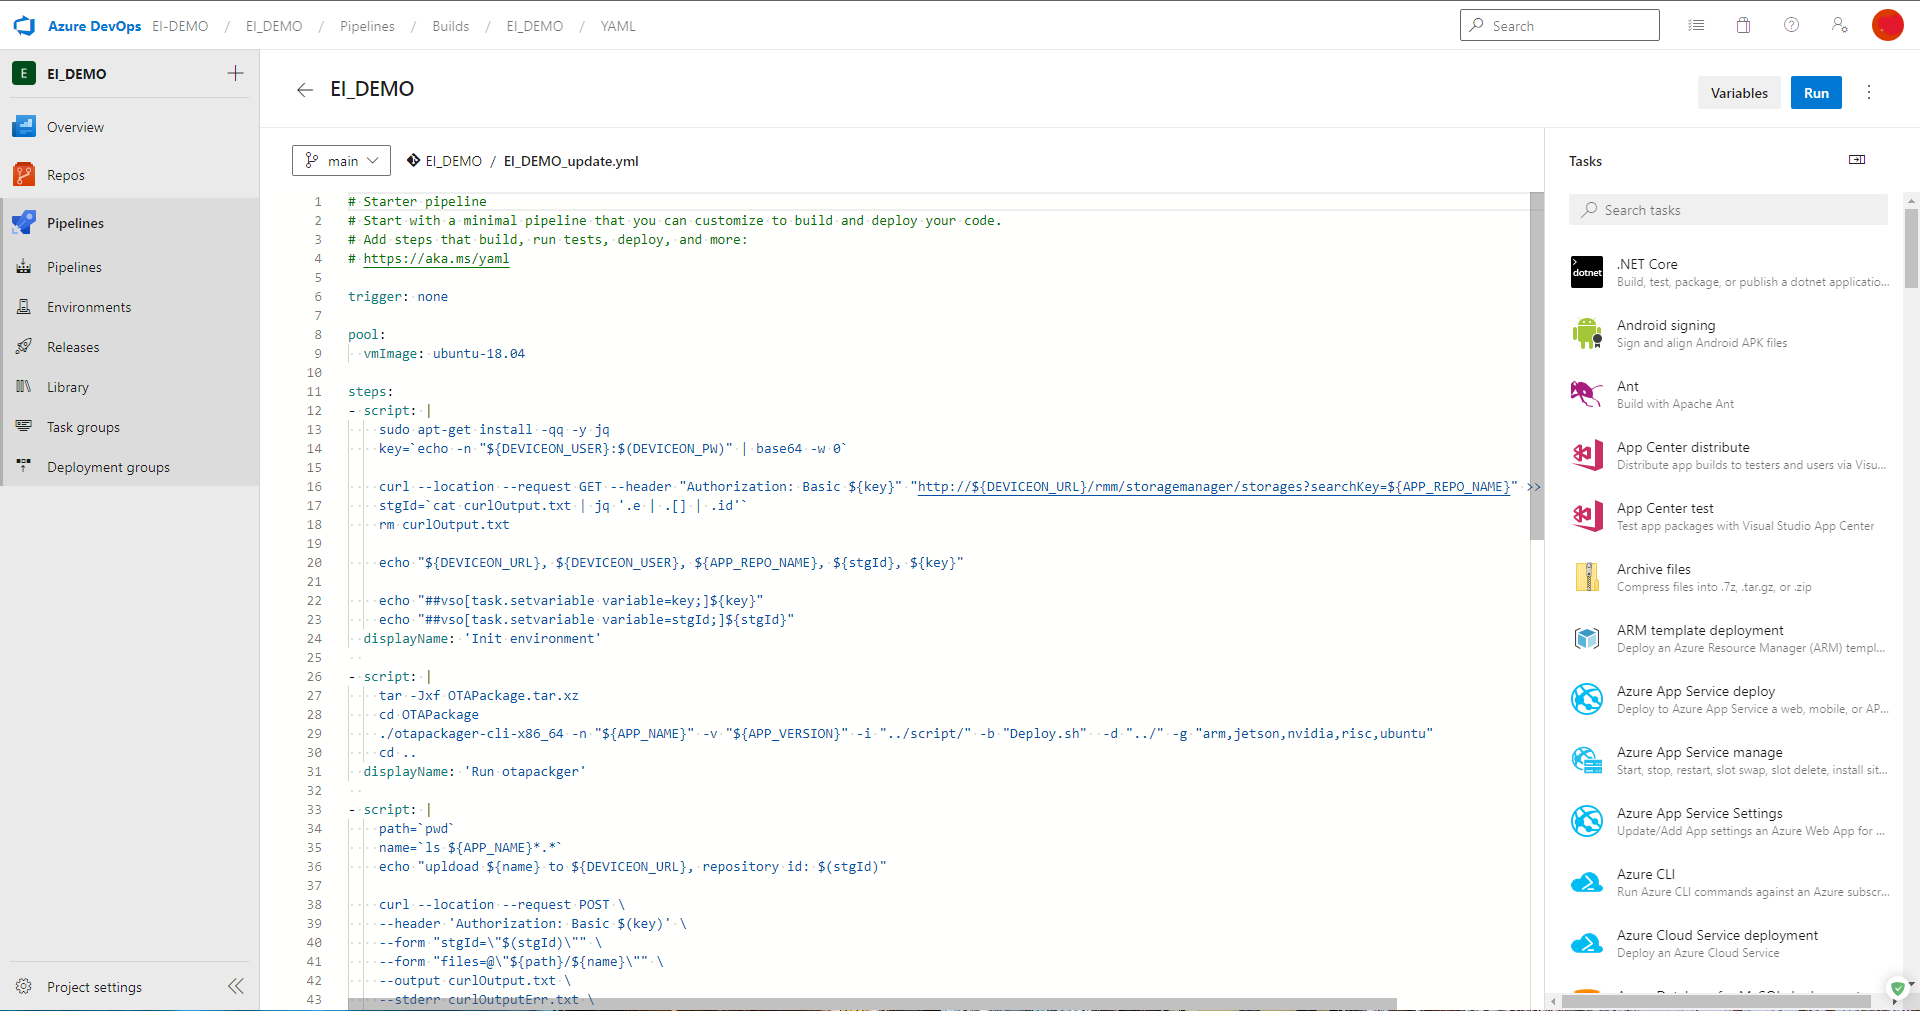 Azure DevOps EI-DEMO / EI_DEMO / Pipelines / Builds / EI_DEMO / YAML
Search
E EI_DEMO
Overview
Repos
Pipelines
Pipelines
Environments
Releases
Library
Task groups
Deployment groups
Project settings
EI_DEMO
Variables
Run
main
EI_DEMO / EI_DEMO_update.yml
1 # Starter pipeline
2 # Start with a minimal pipeline that you can customize to build and deploy your code.
3 # Add steps that build, run tests, deploy, and more:
4 # https://aka.ms/yaml
5
6 trigger: none
7
8 pool:
9   vmImage: ubuntu-18.04
10
11 steps:
12 - script: |
13     sudo apt-get install -qq -y jq
14     key=`echo -n "${DEVICEON_USER}:$(DEVICEON_PW)" | base64 -w 0`
15
16     curl --location --request GET --header "Authorization: Basic ${key}" "http://${DEVICEON_URL}/rmm/storagemanager/storages?searchKey=${APP_REPO_NAME}" >>
17     stgId=`cat curlOutput.txt | jq '.e | .[] | .id'`
18     rm curlOutput.txt
19
20     echo "${DEVICEON_URL}, ${DEVICEON_USER}, ${APP_REPO_NAME}, ${stgId}, ${key}"
21
22     echo "##vso[task.setvariable variable=key;]${key}"
23     echo "##vso[task.setvariable variable=stgId;]${stgId}"
24   displayName: 'Init environment'
25
26 - script: |
27     tar -Jxf OTAPackage.tar.xz
28     cd OTAPackage
29     ./otapackager-cli-x86_64 -n "${APP_NAME}" -v "${APP_VERSION}" -i "../script/" -b "Deploy.sh"  -d "../" -g "arm,jetson,nvidia,risc,ubuntu"
30     cd ..
31   displayName: 'Run otapackger'
32
33 - script: |
34     path=`pwd`
35     name=`ls ${APP_NAME}*.*`
36     echo "upldoad ${name} to ${DEVICEON_URL}, repository id: $(stgId)"
37
38     curl --location --request POST \
39     --header 'Authorization: Basic $(key)' \
40     --form "stgId=\"$(stgId)\"" \
41     --form "files=@\"${path}/${name}\"" \
42     --output curlOutput.txt \
43     --stderr curlOutputErr.txt \
Tasks
Search tasks
dotnet
.NET Core
Build, test, package, or publish a dotnet applicatio...
Android signing
Sign and align Android APK files
Ant
Build with Apache Ant
App Center distribute
Distribute app builds to testers and users via Visu...
App Center test
Test app packages with Visual Studio App Center
Archive files
Compress files into .7z, .tar.gz, or .zip
ARM template deployment
Deploy an Azure Resource Manager (ARM) templ...
Azure App Service deploy
Deploy to Azure App Service a web, mobile, or AP...
Azure App Service manage
Start, stop, restart, slot swap, slot delete, install sit...
Azure App Service Settings
Update/Add App settings an Azure Web App for ...
Azure CLI
Run Azure CLI commands against an Azure subscr...
Azure Cloud Service deployment
Deploy an Azure Cloud Service